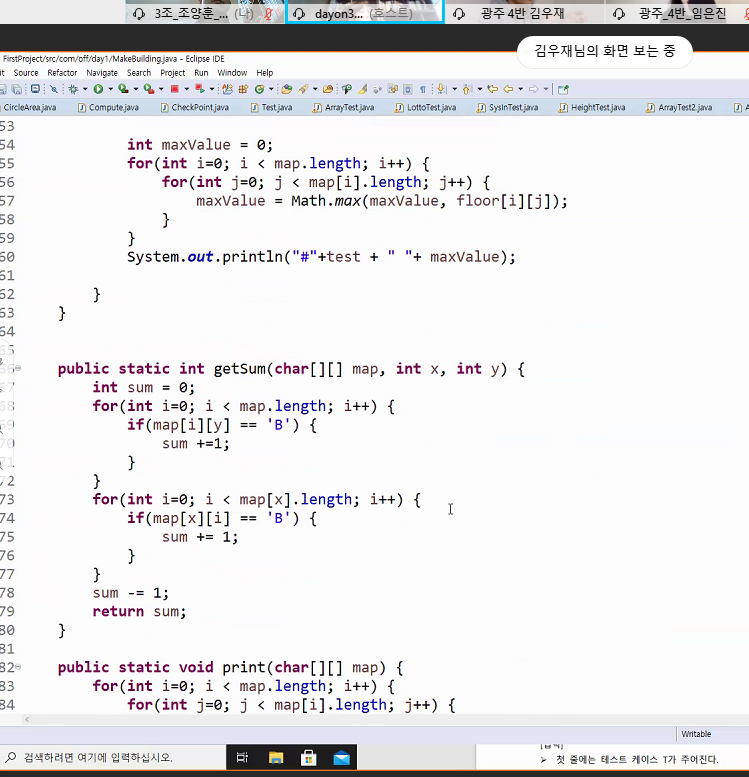 3조_조양훈_... (나)
dayon3... (호스트)
광주 4반 김우재
광주_4반_임은진
김우재님의 화면 보는 중
FirstProject/src/com/off/day1/MakeBuilding.java - Eclipse IDE
it Source Refactor Navigate Search Project Run Window Help
CircleArea.java Compute.java CheckPoint.java Test.java ArrayTest.java LottoTest.java SysInTest.java HeightTest.java ArrayTest2.java A
53
54 int maxValue = 0;
55 for(int i=0; i < map.length; i++) {
56 for(int j=0; j < map[i].length; j++) {
57 maxValue = Math.max(maxValue, floor[i][j]);
58 }
59 }
60 System.out.println("#"+test + " "+ maxValue);
61
62 }
63 }
64
65
66 public static int getSum(char[][] map, int x, int y) {
67 int sum = 0;
68 for(int i=0; i < map.length; i++) {
69 if(map[i][y] == 'B') {
70 sum +=1;
71 }
72 }
73 for(int i=0; i < map[x].length; i++) {
74 if(map[x][i] == 'B') {
75 sum += 1;
76 }
77 }
78 sum -= 1;
79 return sum;
80 }
81
82 public static void print(char[][] map) {
83 for(int i=0; i < map.length; i++) {
84 for(int j=0; j < map[i].length; j++) {
Writable
검색하려면 여기에 입력하십시오.
첫 줄에는 테스트 케이스 T가 주어진다.